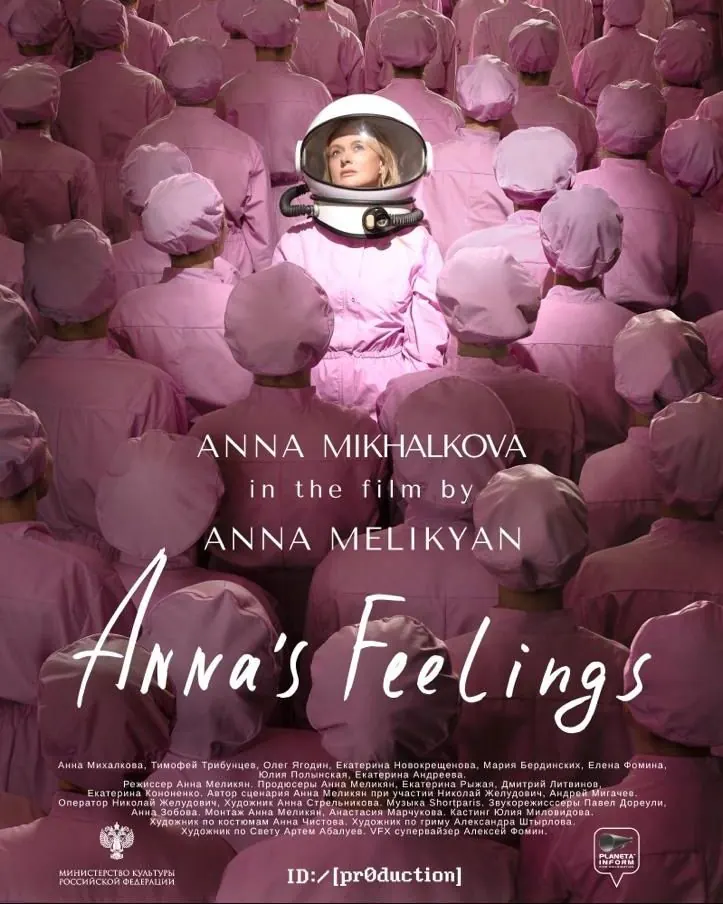 ANNA MIKHALKOVA
in the film by
ANNA MELIKYAN
Anna's Feelings
Анна Михалкова, Тимофей Трибунцев, Олег Ягодин, Екатерина Новокрещенова, Мария Бердинских, Елена Фомина,
Юлия Полынская, Екатерина Андреева.
Режиссер Анна Меликян. Продюсеры Анна Меликян, Екатерина Рыжая, Дмитрий Литвинов,
Екатерина Кононенко. Автор сценария Анна Меликян при участии Николай Желудович, Андрей Мигачев.
Оператор Николай Желудович, Художник Анна Стрельникова. Музыка Shortparis. Звукорежисссеры Павел Дореули,
Анна Зобова. Монтаж Анна Меликян, Анастасия Марчукова. Кастинг Юлия Миловидова.
Художник по костюмам Анна Чистова. Художник по гриму Александра Штырлова.
Художник по Свету Артем Абалуев. VFX супервайзер Алексей Фомин.
МИНИСТЕРСТВО КУЛЬТУРЫ
РОССИЙСКОЙ ФЕДЕРАЦИИ
ID:/[pr0duction]
PLANETA
INFORM